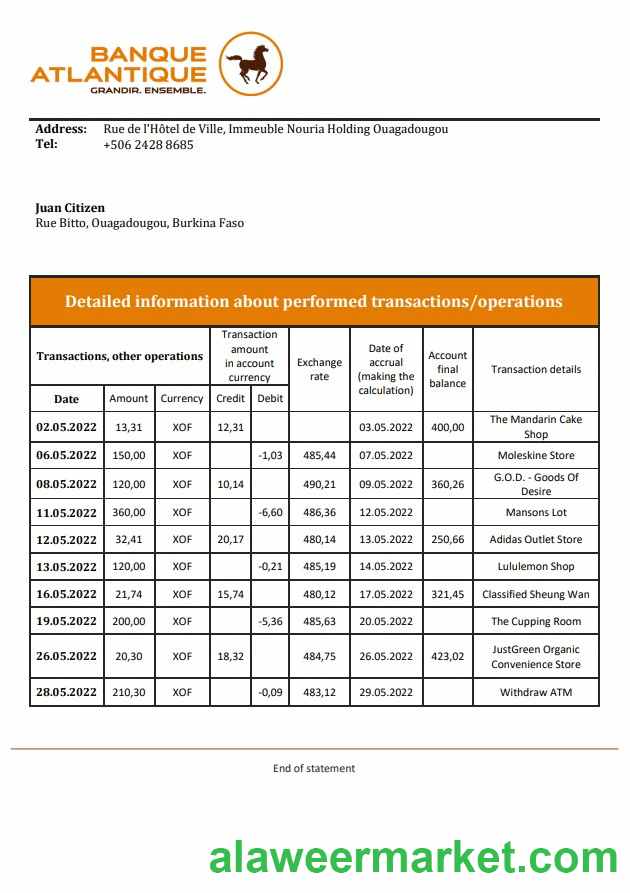 BANQUE
ATLANTIQUE
GRANDIR. ENSEMBLE.
Address: Rue de l'Hôtel de Ville, Immeuble Nouria Holding Ouagadougou
Tel: +506 2428 8685
Juan Citizen
Rue Bitto, Ouagadougou, Burkina Faso
Detailed information about performed transactions/operations
Transactions, other operations
Transaction
amount
in account
currency
Exchange
rate
Date of
accrual
(making the
calculation)
Account
final
balance
Transaction details
Date Amount Currency Credit Debit
02.05.2022 13,31 XOF 12,31 03.05.2022 400,00 The Mandarin Cake
Shop
06.05.2022 150,00 XOF -1,03 485,44 07.05.2022 Moleskine Store
08.05.2022 120,00 XOF 10,14 490,21 09.05.2022 360,26 G.O.D. - Goods Of
Desire
11.05.2022 360,00 XOF -6,60 486,36 12.05.2022 Mansons Lot
12.05.2022 32,41 XOF 20,17 480,14 13.05.2022 250,66 Adidas Outlet Store
13.05.2022 120,00 XOF -0,21 485,19 14.05.2022 Lululemon Shop
16.05.2022 21,74 XOF 15,74 480,12 17.05.2022 321,45 Classified Sheung Wan
19.05.2022 200,00 XOF -5,36 485,63 20.05.2022 The Cupping Room
26.05.2022 20,30 XOF 18,32 484,75 26.05.2022 423,02 JustGreen Organic
Convenience Store
28.05.2022 210,30 XOF -0,09 483,12 29.05.2022 Withdraw ATM
End of statement
alaweermarket.com